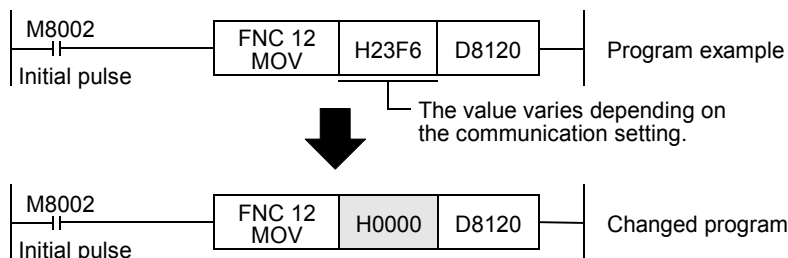 M8002
Initial pulse
FNC 12
MOV
H23F6
D8120
Program example
The value varies depending on
the communication setting.
M8002
Initial pulse
FNC 12
MOV
H0000
D8120
Changed program